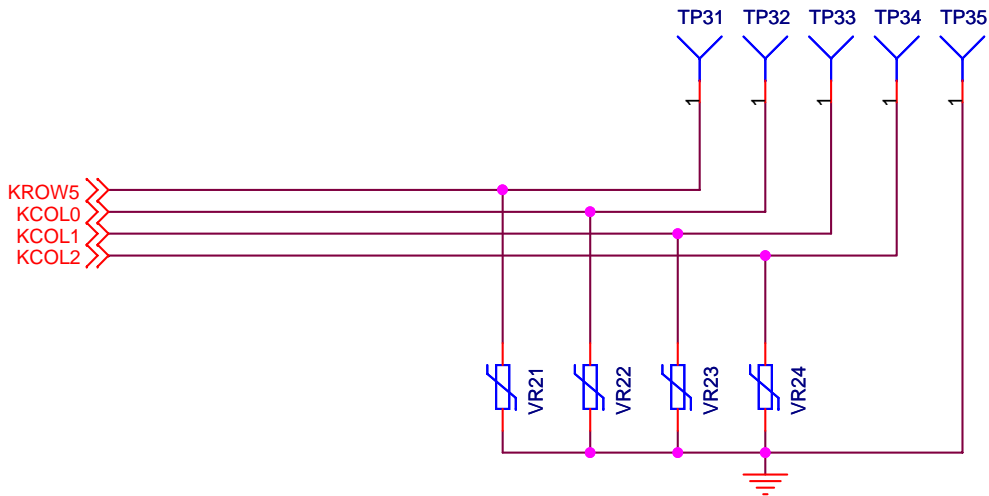 TP31 TP32 TP33 TP34 TP35
1 1 1 1 1
KROW5
KCOL0
KCOL1
KCOL2
VR21 VR22 VR23 VR24